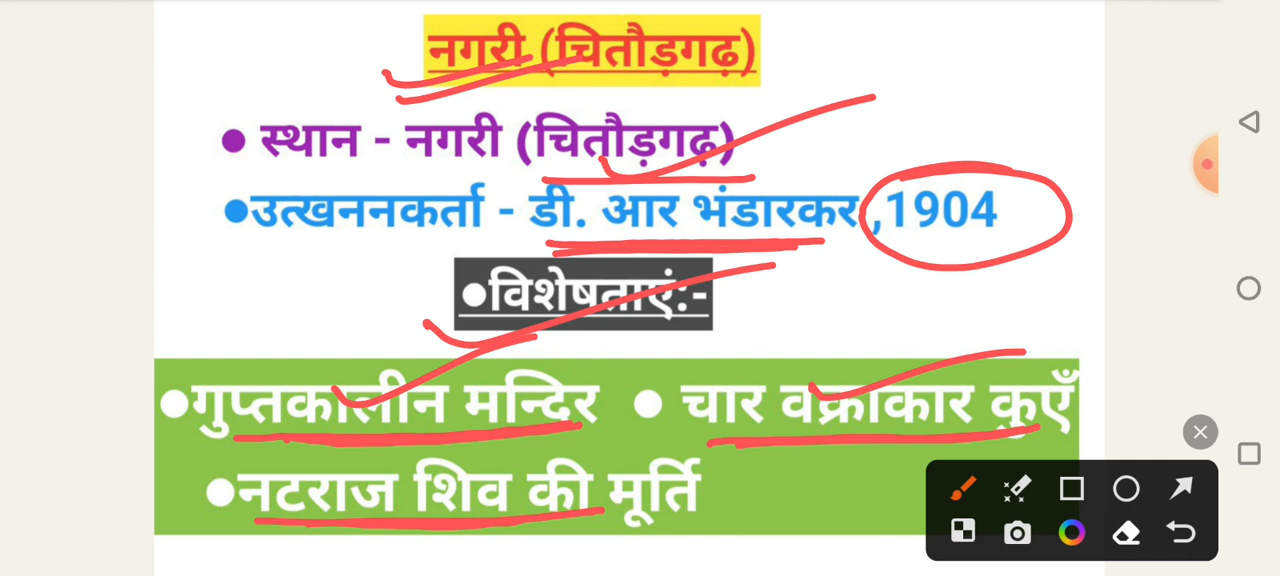 नगरी (चितौड़गढ़)
● स्थान - नगरी (चितौड़गढ़)
●उत्खननकर्ता - डी. आर भंडारकर ,1904
●विशेषताएं:-
●गुप्तकालीन मन्दिर ● चार वक्राकार कुएँ
●नटराज शिव की मूर्ति